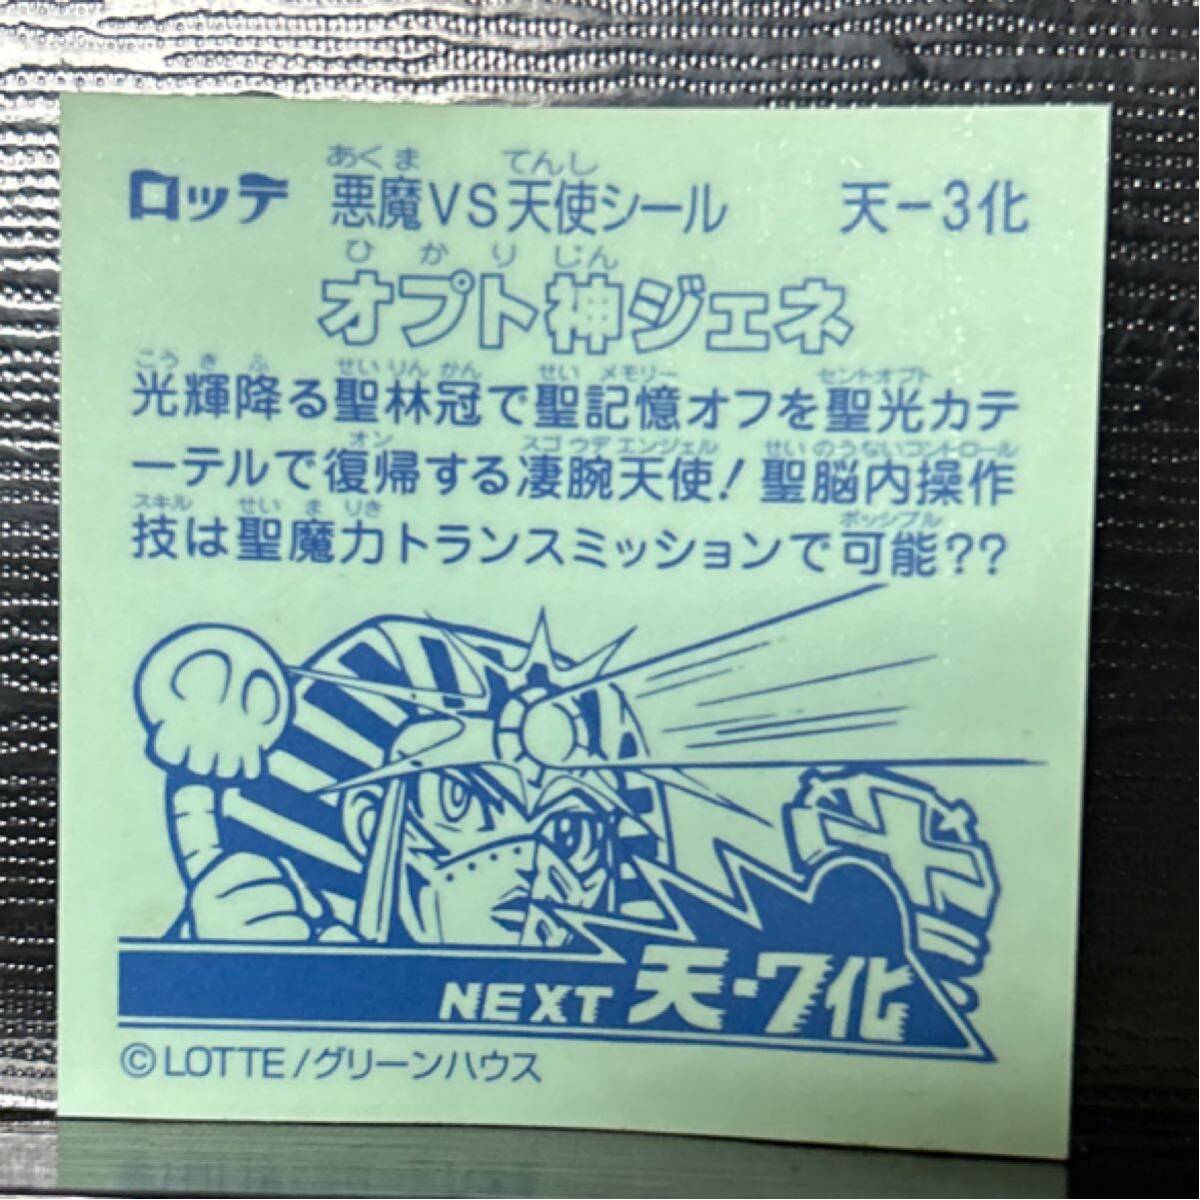 あくま てんし
ロッテ 悪魔VS天使シール 天-3化
ひかりじん
オプト神ジェネ
こうきふ せいりんかん せい メモリー セントオプト
光輝降る聖林冠で聖記憶オフを聖光カテ
オン スゴウデエンジェル せいのうないコントロール
ーテルで復帰する凄腕天使!聖脳内操作
スキル せいまりき ポッシブル
技は聖魔力トランスミッションで可能??
NEXT 天-7化
©LOTTE/グリーンハウス